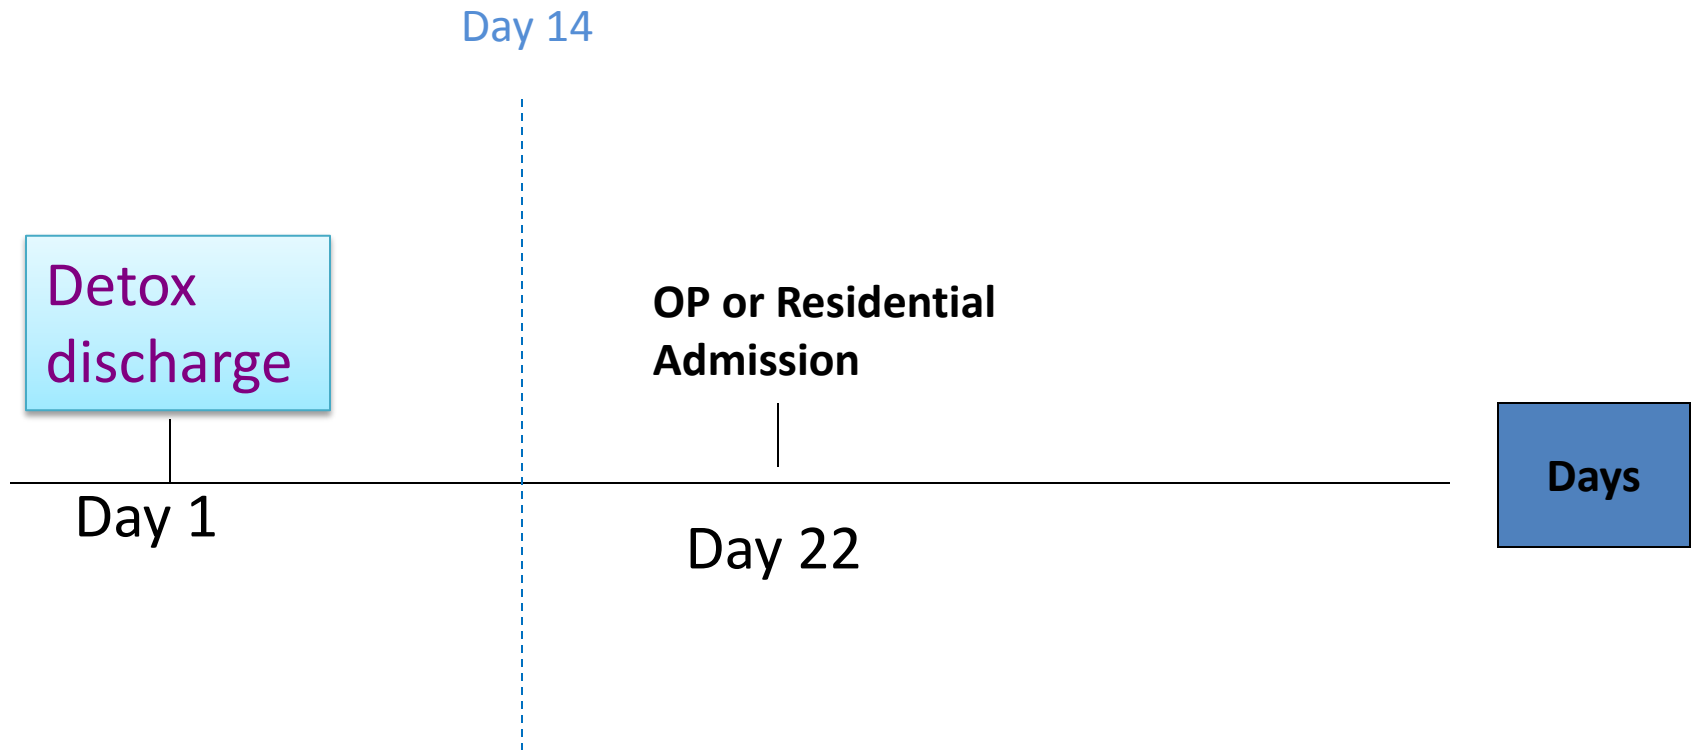 Day 14
Detox
discharge
OP or Residential
Admission
Days
Day 1
Day 22